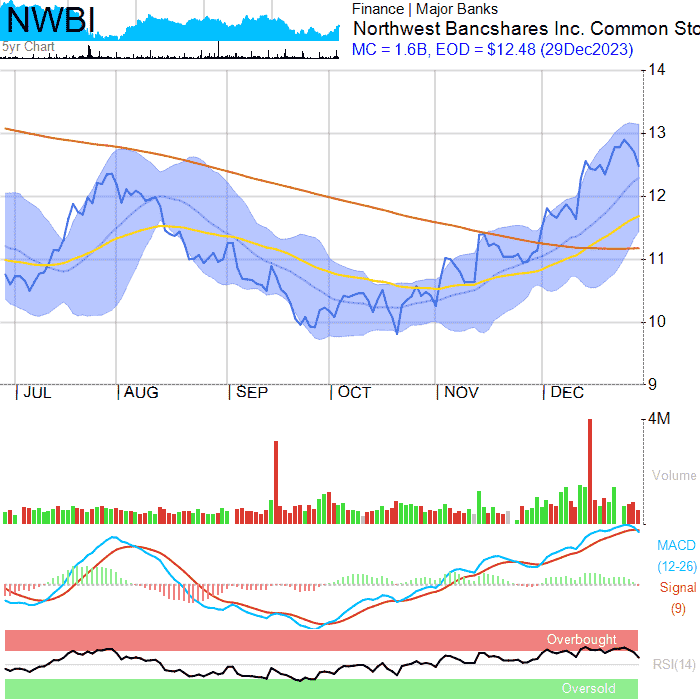 NWBI
5yr Chart
Finance | Major Banks
Northwest Bancshares Inc. Common Sto
MC = 1.6B, EOD = $12.48 (29Dec2023)
14
13
12
11
10
9
JUL AUG SEP OCT NOV DEC
4M
Volume
MACD
(12-26)
Signal
(9)
Overbought
RSI(14)
Oversold